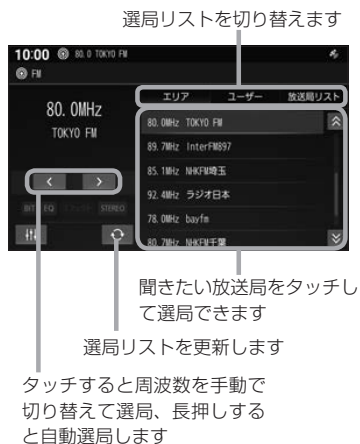 選局リストを切り替えます
10:00 80.0 TOKYO FM
FM
エリア ユーザー 放送局リスト
80.0MHz
TOKYO FM
80.0MHz TOKYO FM
89.7MHz InterFM897
85.1MHz NHKFM埼玉
92.4MHz ラジオ日本
78.0MHz bayfm
80.7MHz NHKFM千葉
EQ
STEREO
聞きたい放送局をタッチし
て選局できます
選局リストを更新します
タッチすると周波数を手動で
切り替えて選局、長押しする
と自動選局します